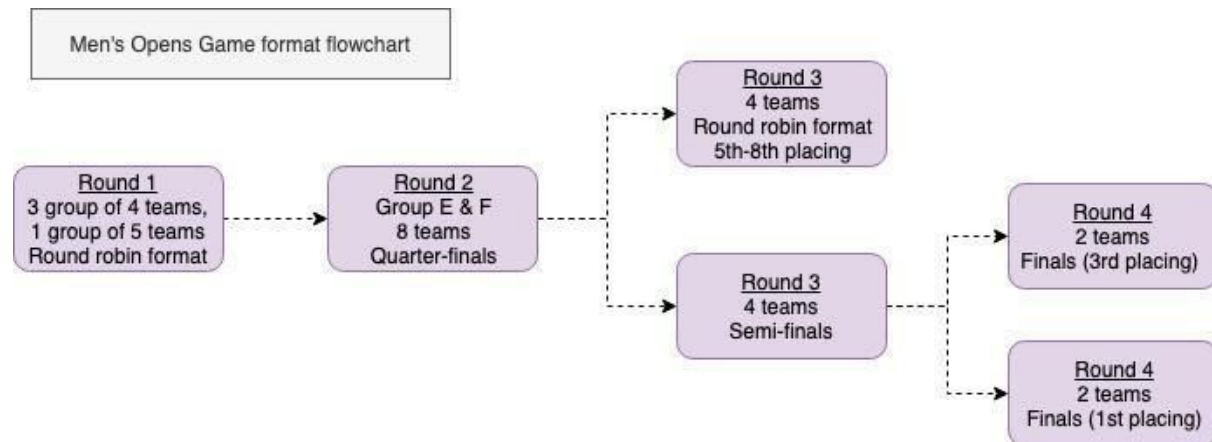 Men's Opens Game format flowchart
Round 1
3 group of 4 teams,
1 group of 5 teams
Round robin format
Round 2
Group E & F
8 teams
Quarter-finals
Round 3
4 teams
Round robin format
5th-8th placing
Round 3
4 teams
Semi-finals
Round 4
2 teams
Finals (3rd placing)
Round 4
2 teams
Finals (1st placing)